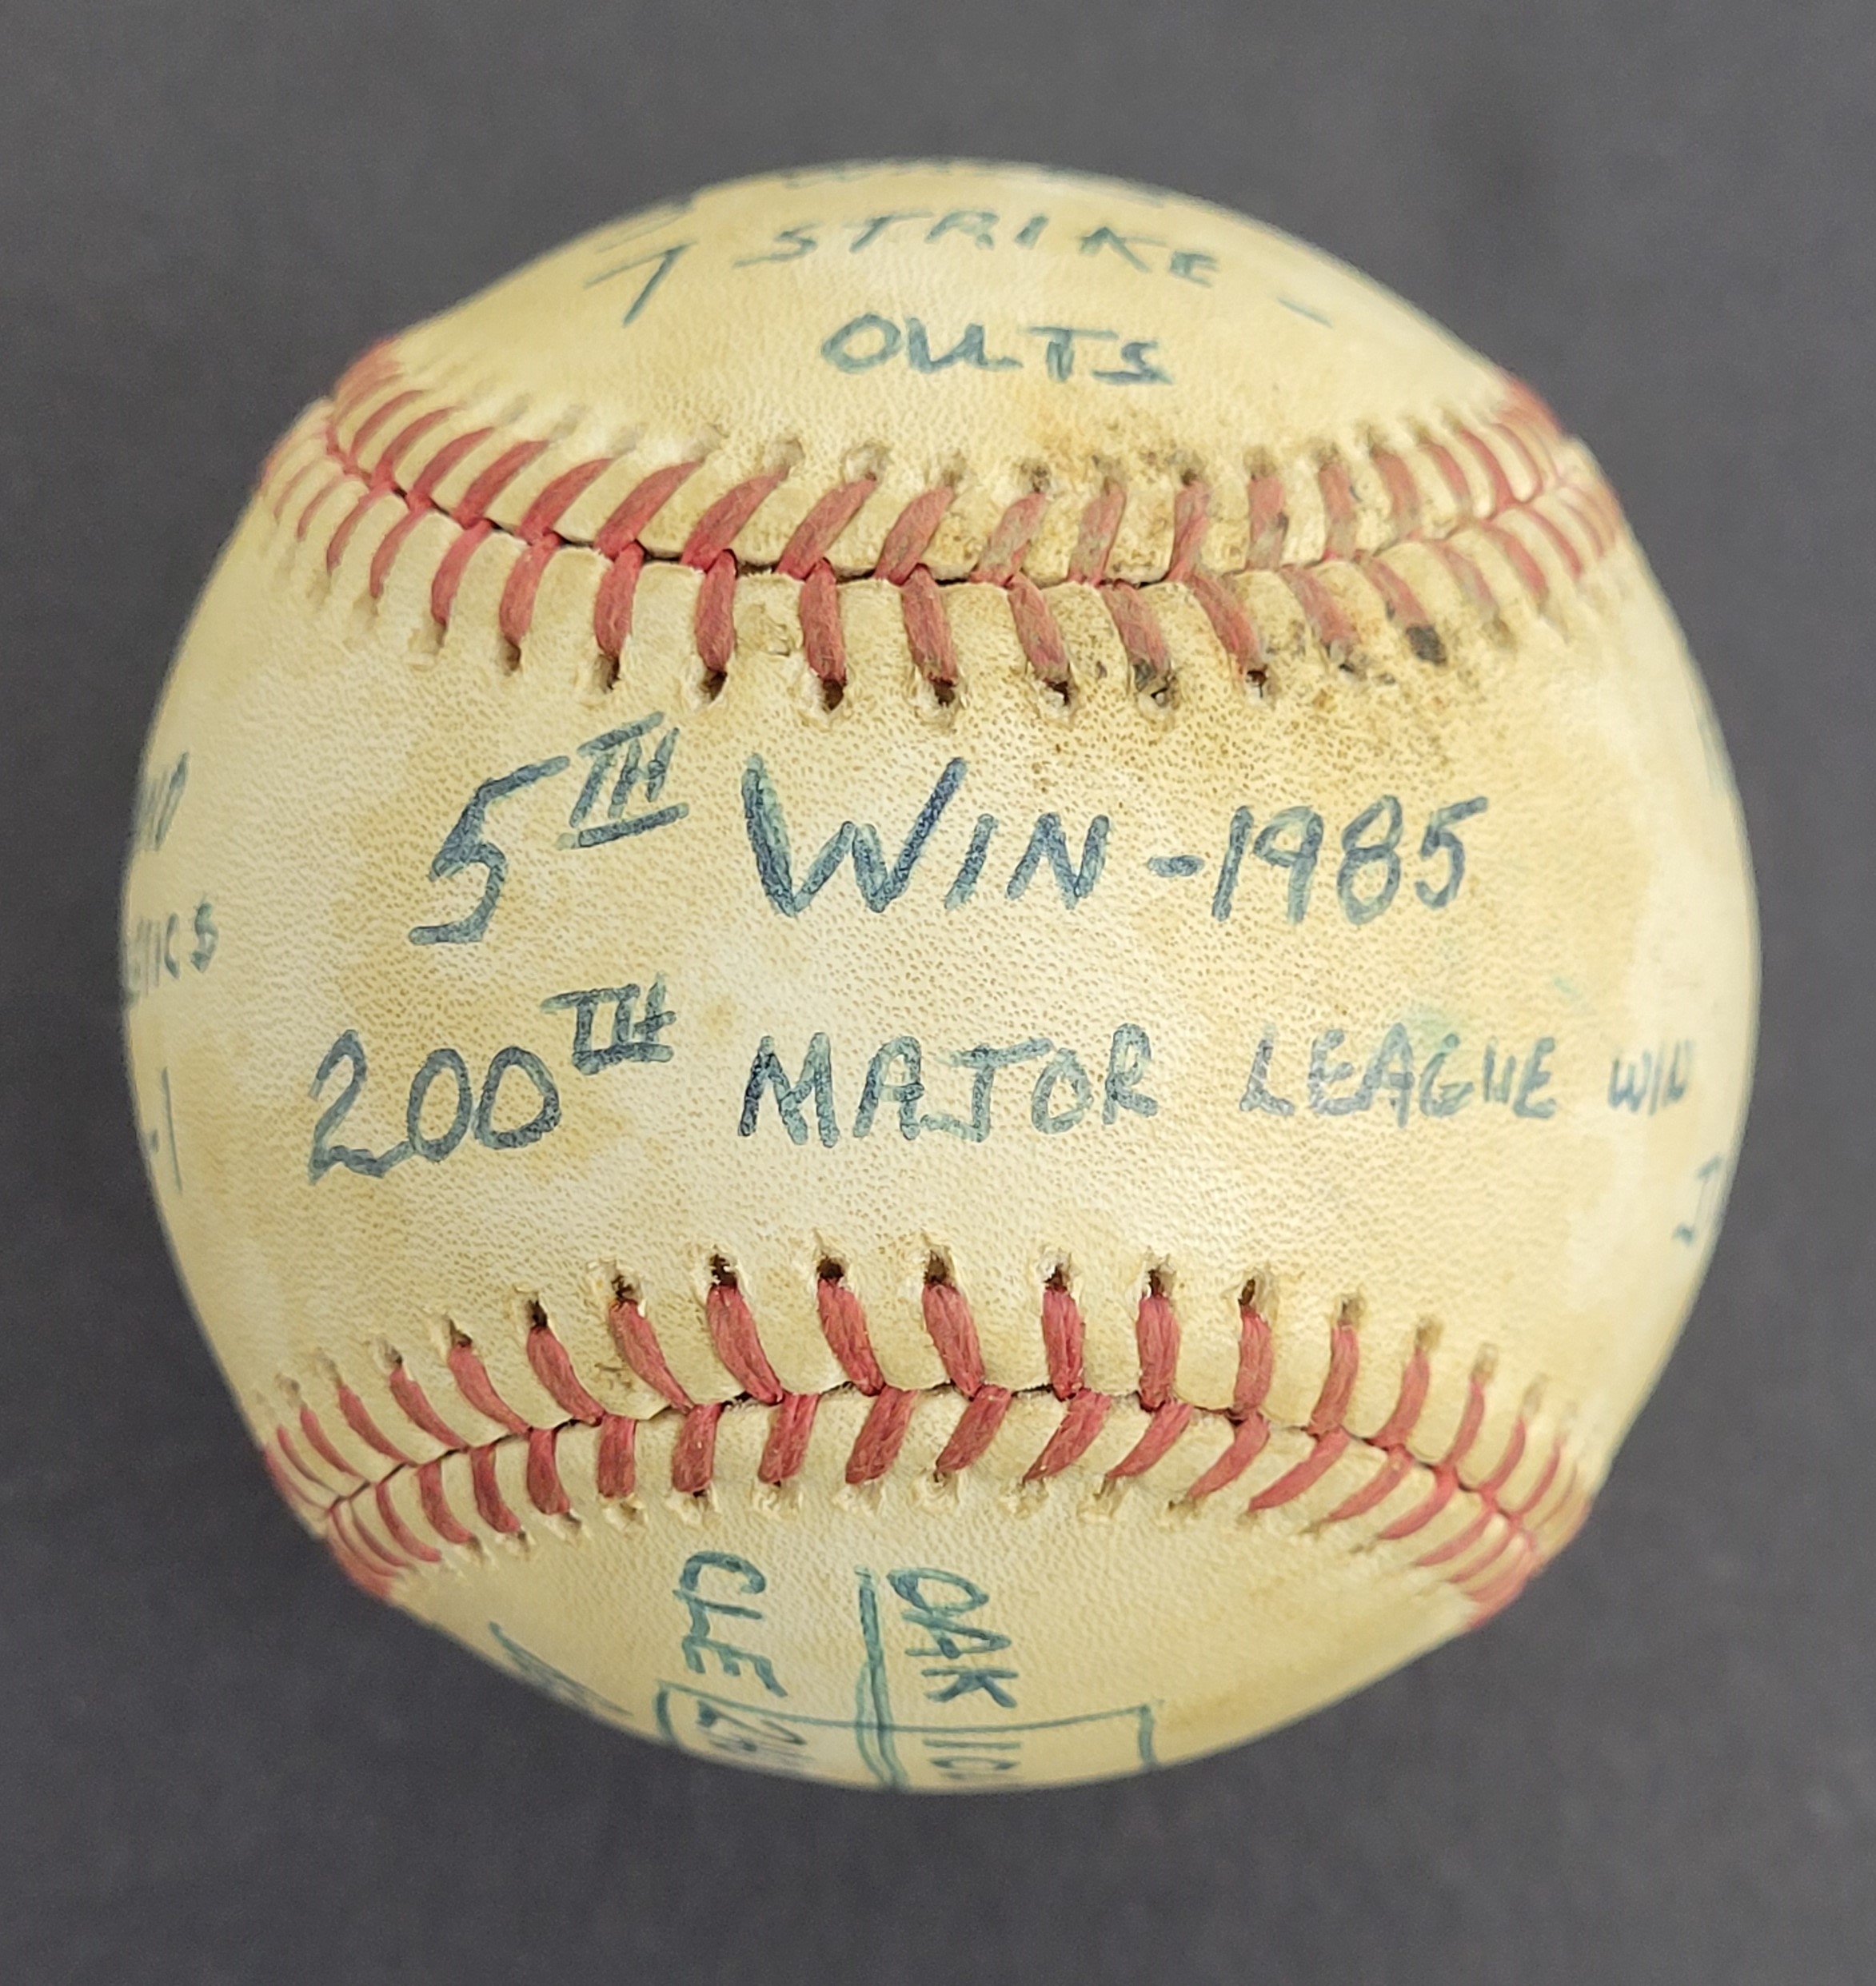 7 STRIKE-
OUTS
5TH WIN-1985
200TH MAJOR LEAGUE WIN
OAK
CLE